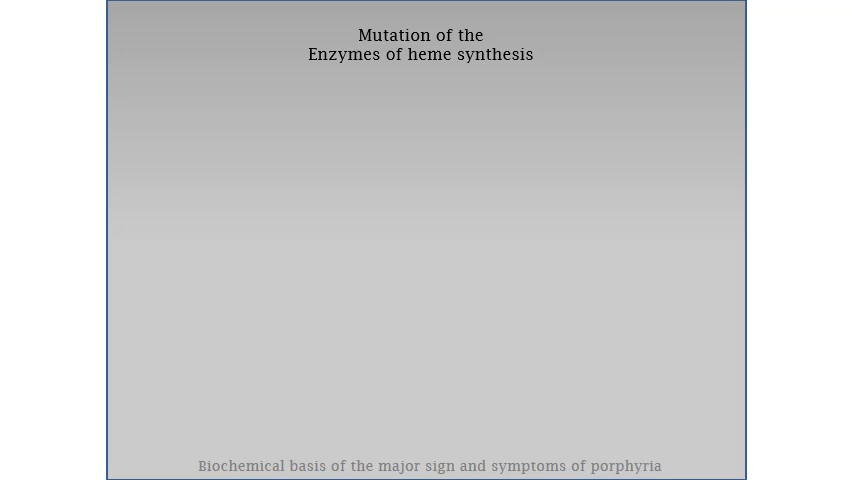 Mutation of the
Enzymes of heme synthesis
Biochemical basis of the major sign and symptoms of porphyria